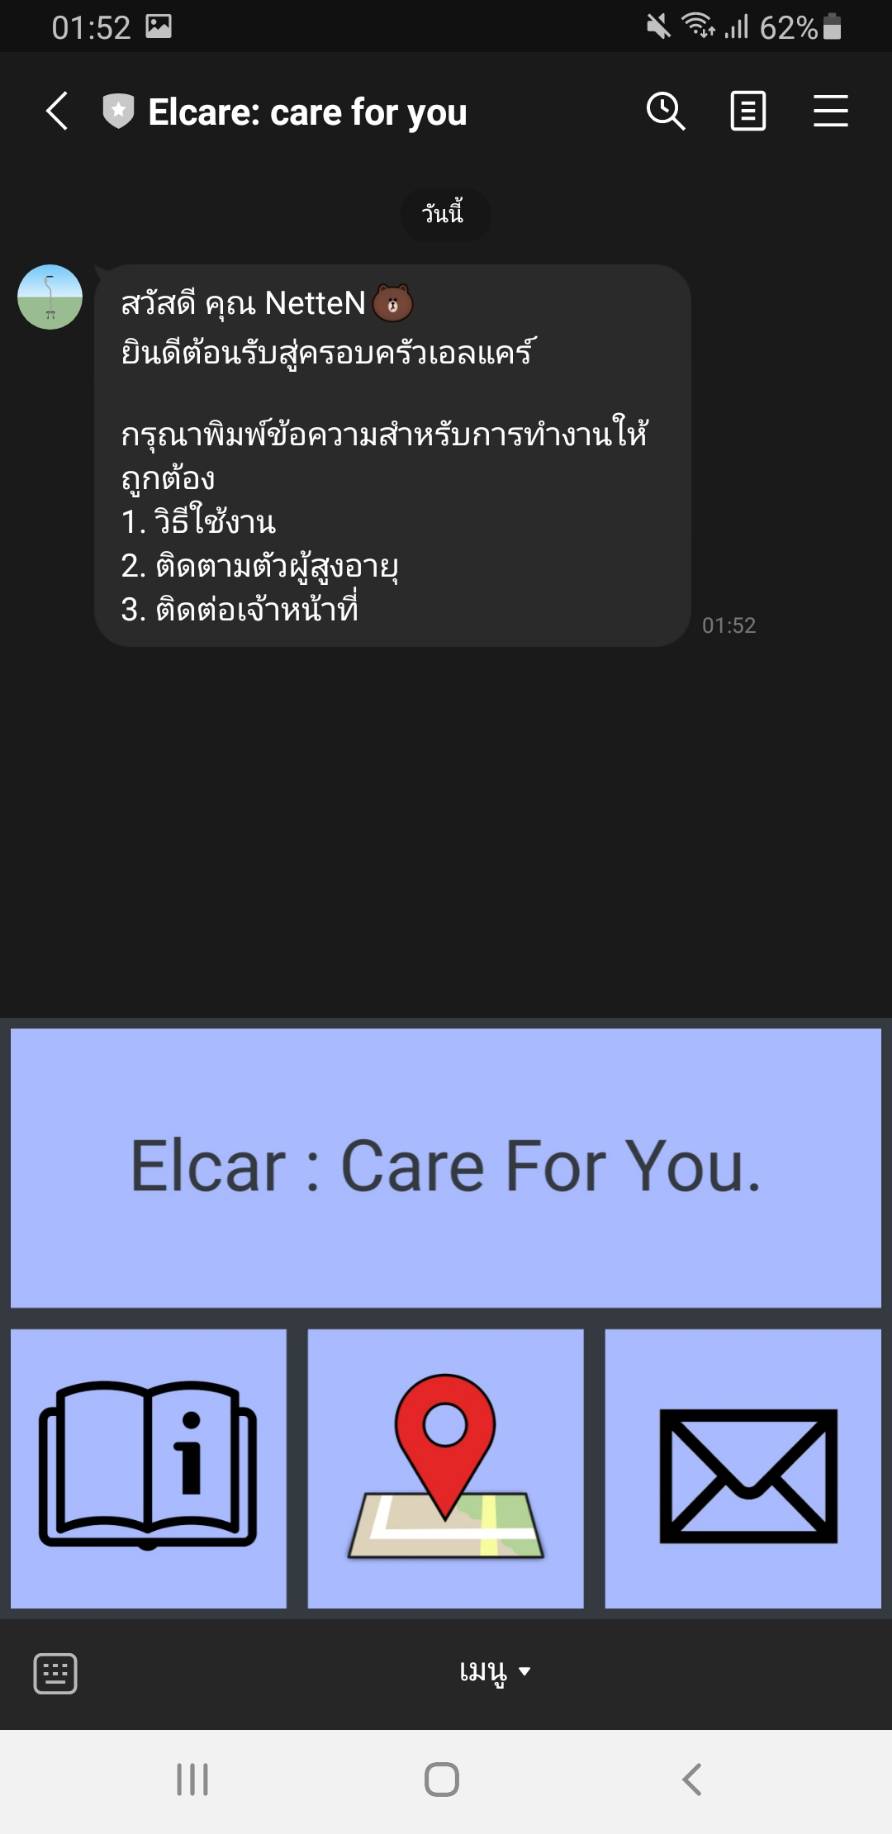 01:52
62%
Elcare: care for you
วันนี้
สวัสดี คุณ NetteN
ยินดีต้อนรับสู่ครอบครัวเอลแคร์
กรุณาพิมพ์ข้อความสำหรับการทำงานให้
ถูกต้อง
1. วิธีใช้งาน
2. ติดตามตัวผู้สูงอายุ
3. ติดต่อเจ้าหน้าที่
01:52
Elcar : Care For You.
i
เมนู